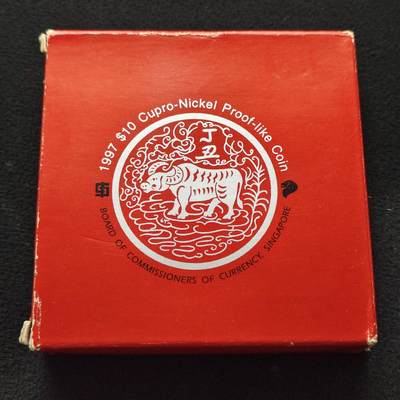 1997 $10 Cupro-Nickel Proof-like Coin
丁丑
BOARD OF COMMISSIONERS OF CURRENCY, SINGAPORE